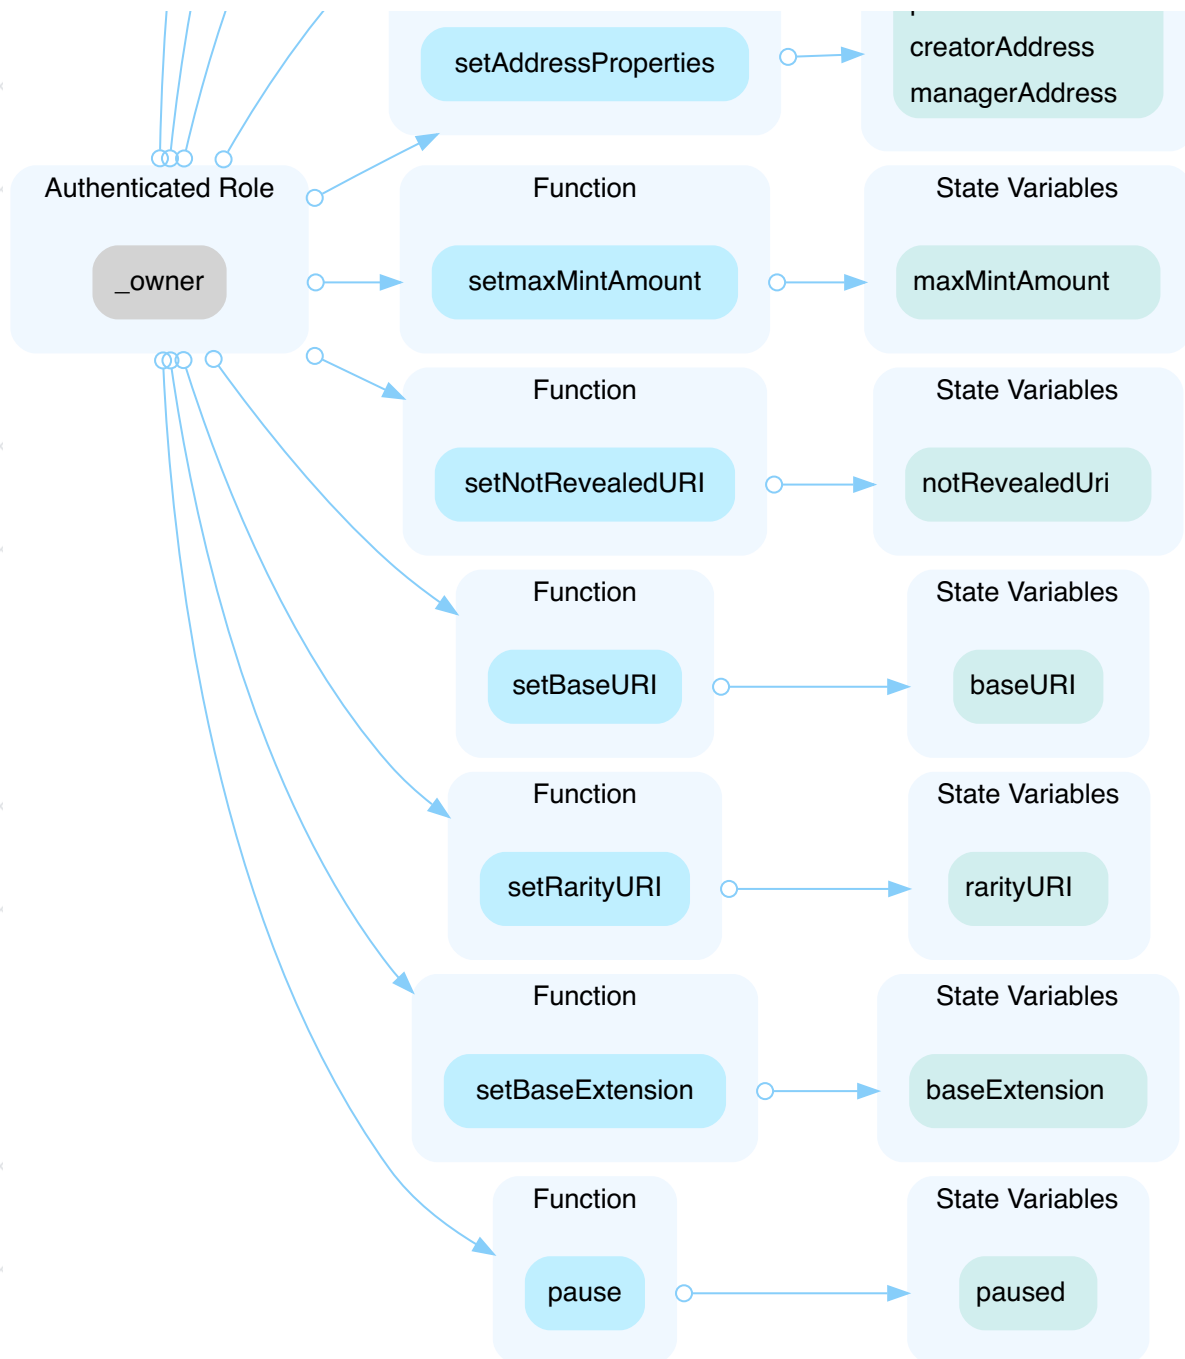 setAddressProperties
creatorAddress
managerAddress
Authenticated Role
_owner
Function
setmaxMintAmount
State Variables
maxMintAmount
Function
setNotRevealedURI
State Variables
notRevealedUri
Function
setBaseURI
State Variables
baseURI
Function
setRarityURI
State Variables
rarityURI
Function
setBaseExtension
State Variables
baseExtension
Function
pause
State Variables
paused